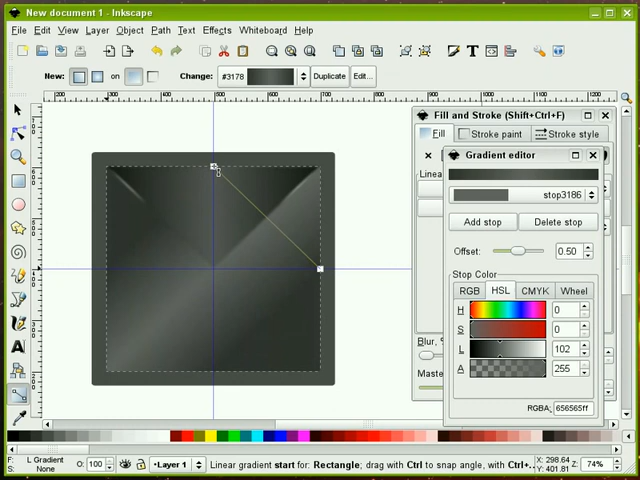 New document 1 - Inkscape
File Edit View Layer Object Path Text Effects Whiteboard Help
New: on Change: #3178 Duplicate Edit...
Fill and Stroke (Shift+Ctrl+F)
Fill Stroke paint Stroke style
Gradient editor
Linea
stop3186
Add stop Delete stop
Offset: 0.50
Stop Color
RGB HSL CMYK Wheel
H 0
S 0
L 102
A 255
Blur, %
Maste
RGBA: 656565ff
F: L Gradient
S: None
O: 100
Layer 1
Linear gradient start for: Rectangle; drag with Ctrl to snap angle, with Ctrl+.
X: 298.64
Y: 401.81
Z: 74%